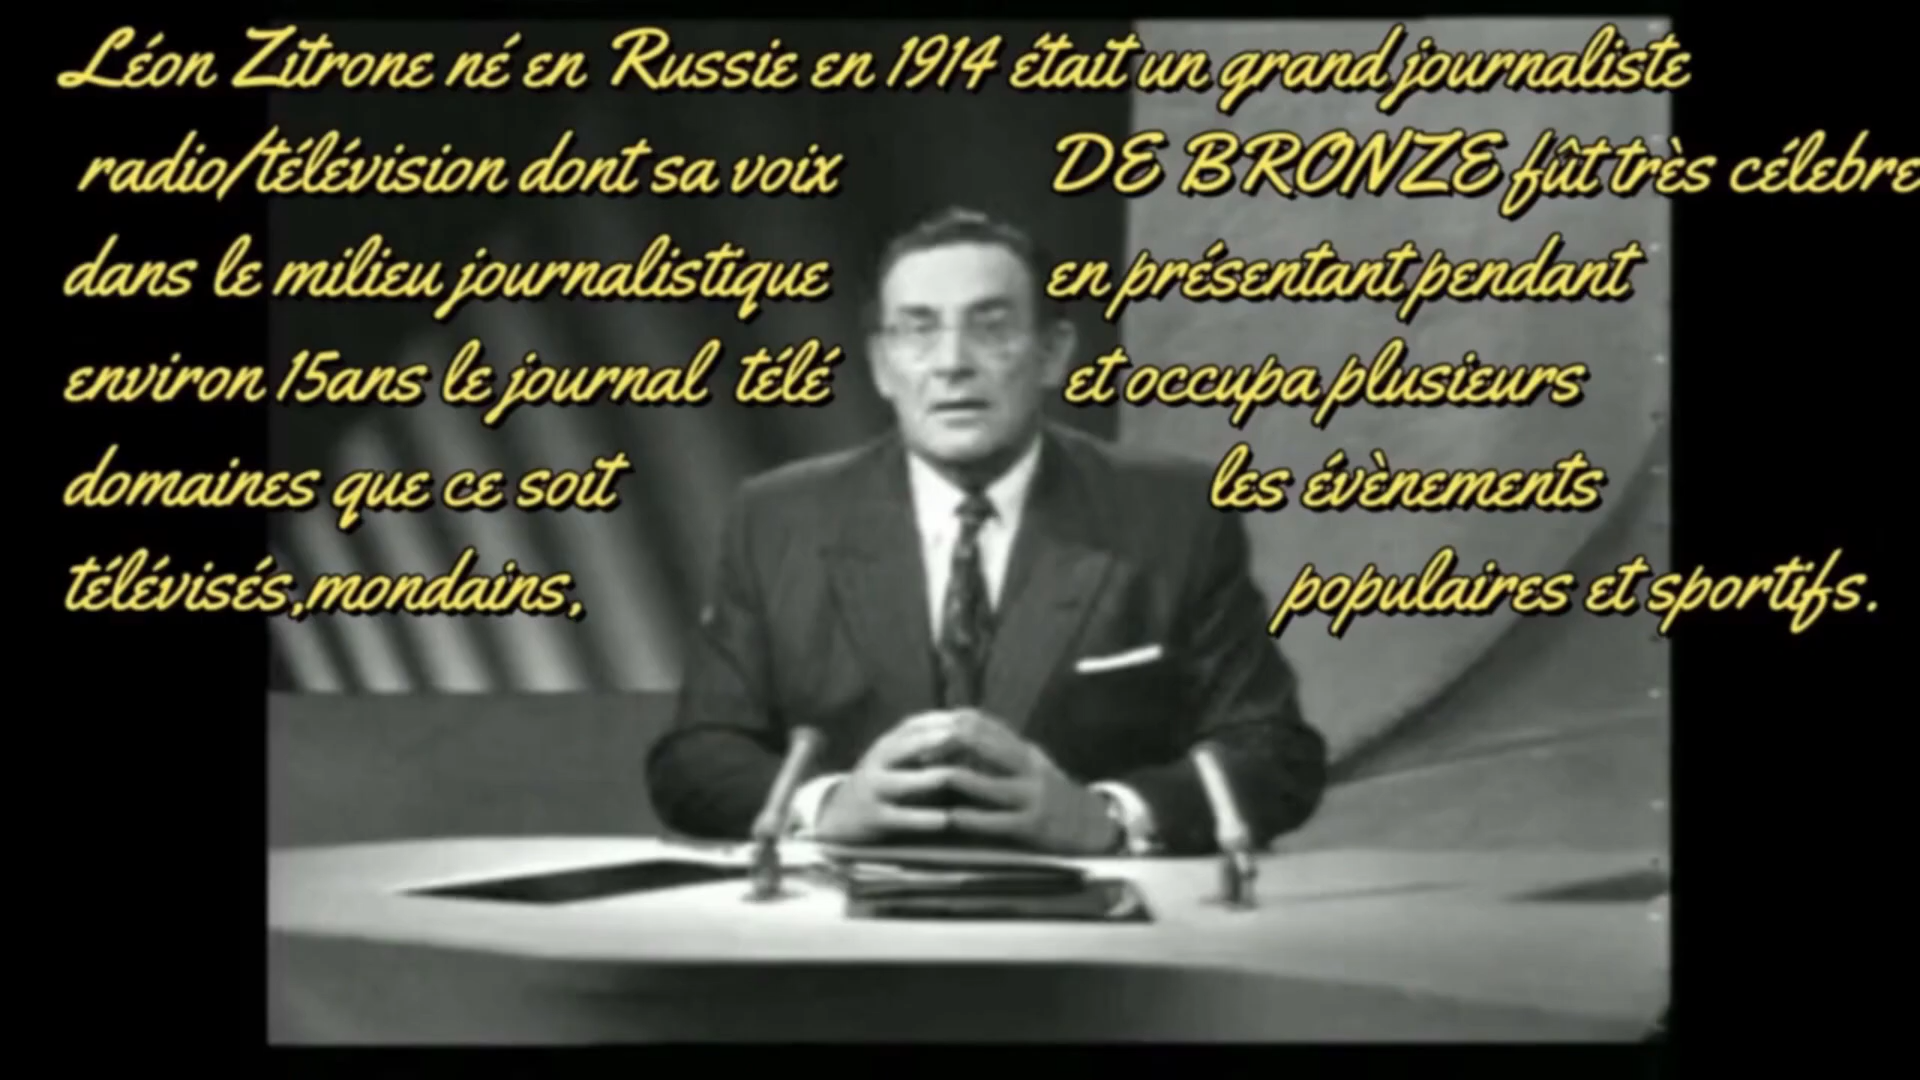 Léon Zitrone né en Russie en 1914 était un grand journaliste
radio/télévision dont sa voix DE BRONZE fût très célebre
dans le milieu journalistique en présentant pendant
environ 15ans le journal télé et occupa plusieurs
domaines que ce soit les évènements
télévisés,mondains, populaires et sportifs.